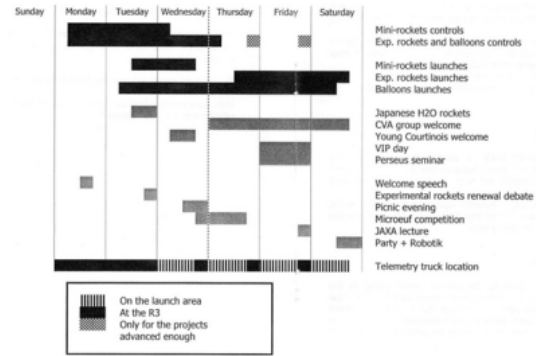 Sunday Monday Tuesday Wednesday Thursday Friday Saturday
Mini-rockets controls
Exp. rockets and balloons controls
Mini-rockets launches
Exp. rockets launches
Balloons launches
Japanese H2O rockets
CVA group welcome
Young Courtinois welcome
VIP day
Perseus seminar
Welcome speech
Experimental rockets renewal debate
Picnic evening
Microeuf competition
JAXA lecture
Party + Robotik
Telemetry truck location
On the launch area
At the R3
Only for the projects
advanced enough